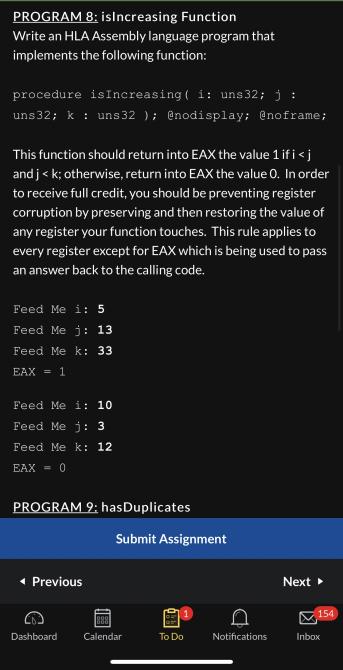 PROGRAM 8: isIncreasing Function
Write an HLA Assembly language program that
implements the following function:
procedure isIncreasing( i: uns32; j :
uns32; k : uns32 ); @nodisplay; @noframe;
This function should return into EAX the value 1 if i < j
and j < k; otherwise, return into EAX the value 0. In order
to receive full credit, you should be preventing register
corruption by preserving and then restoring the value of
any register your function touches. This rule applies to
every register except for EAX which is being used to pass
an answer back to the calling code.
Feed Me i: 5
Feed Me j: 13
Feed Me k: 33
EAX = 1
Feed Me i: 10
Feed Me j: 3
Feed Me k: 12
EAX = 0
PROGRAM 9: hasDuplicates
Submit Assignment
Previous Next
1 154
Dashboard Calendar To Do Notifications Inbox